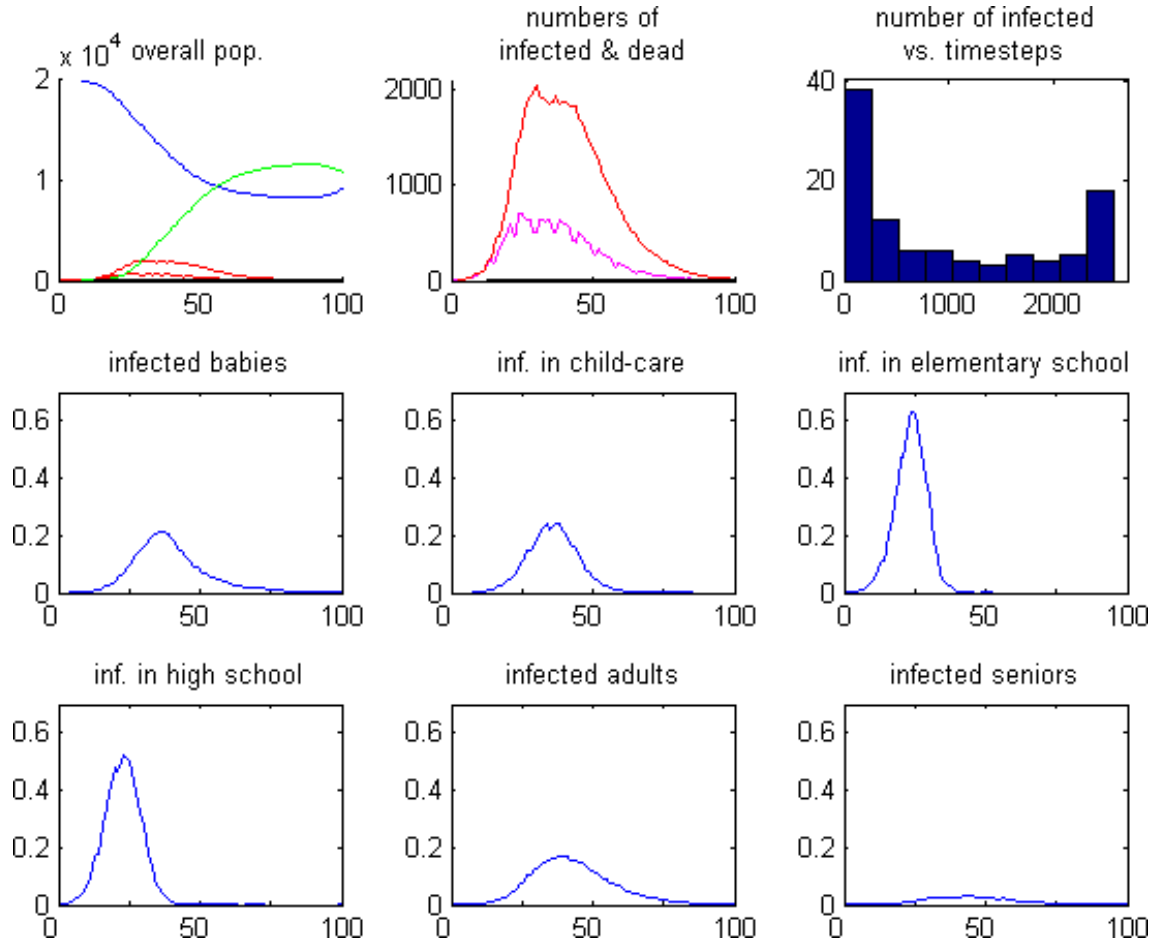 x 10^4 overall pop.
numbers of
infected & dead
number of infected
vs. timesteps
2
1
0
0 50 100
2000
1000
0
0 50 100
40
20
0
0 1000 2000
infected babies
inf. in child-care
inf. in elementary school
0.6
0.4
0.2
0
0 50 100
0.6
0.4
0.2
0
0 50 100
0.6
0.4
0.2
0
0 50 100
inf. in high school
infected adults
infected seniors
0.6
0.4
0.2
0
0 50 100
0.6
0.4
0.2
0
0 50 100
0.6
0.4
0.2
0
0 50 100